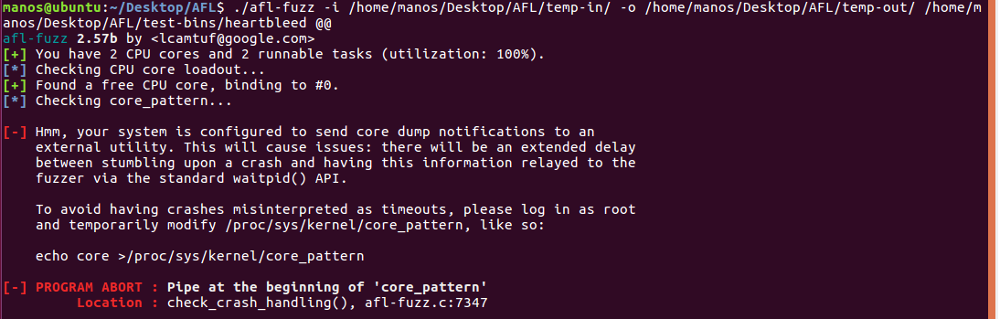 manos@ubuntu:~/Desktop/AFL$ ./afl-fuzz -i /home/manos/Desktop/AFL/temp-in/ -o /home/manos/Desktop/AFL/temp-out/ /home/m
anos/Desktop/AFL/test-bins/heartbleed @@
afl-fuzz 2.57b by <lcamtuf@google.com>
[+] You have 2 CPU cores and 2 runnable tasks (utilization: 100%).
[*] Checking CPU core loadout...
[+] Found a free CPU core, binding to #0.
[*] Checking core_pattern...
[-] Hmm, your system is configured to send core dump notifications to an
external utility. This will cause issues: there will be an extended delay
between stumbling upon a crash and having this information relayed to the
fuzzer via the standard waitpid() API.
To avoid having crashes misinterpreted as timeouts, please log in as root
and temporarily modify /proc/sys/kernel/core_pattern, like so:
echo core >/proc/sys/kernel/core_pattern
[-] PROGRAM ABORT : Pipe at the beginning of 'core_pattern'
Location : check_crash_handling(), afl-fuzz.c:7347